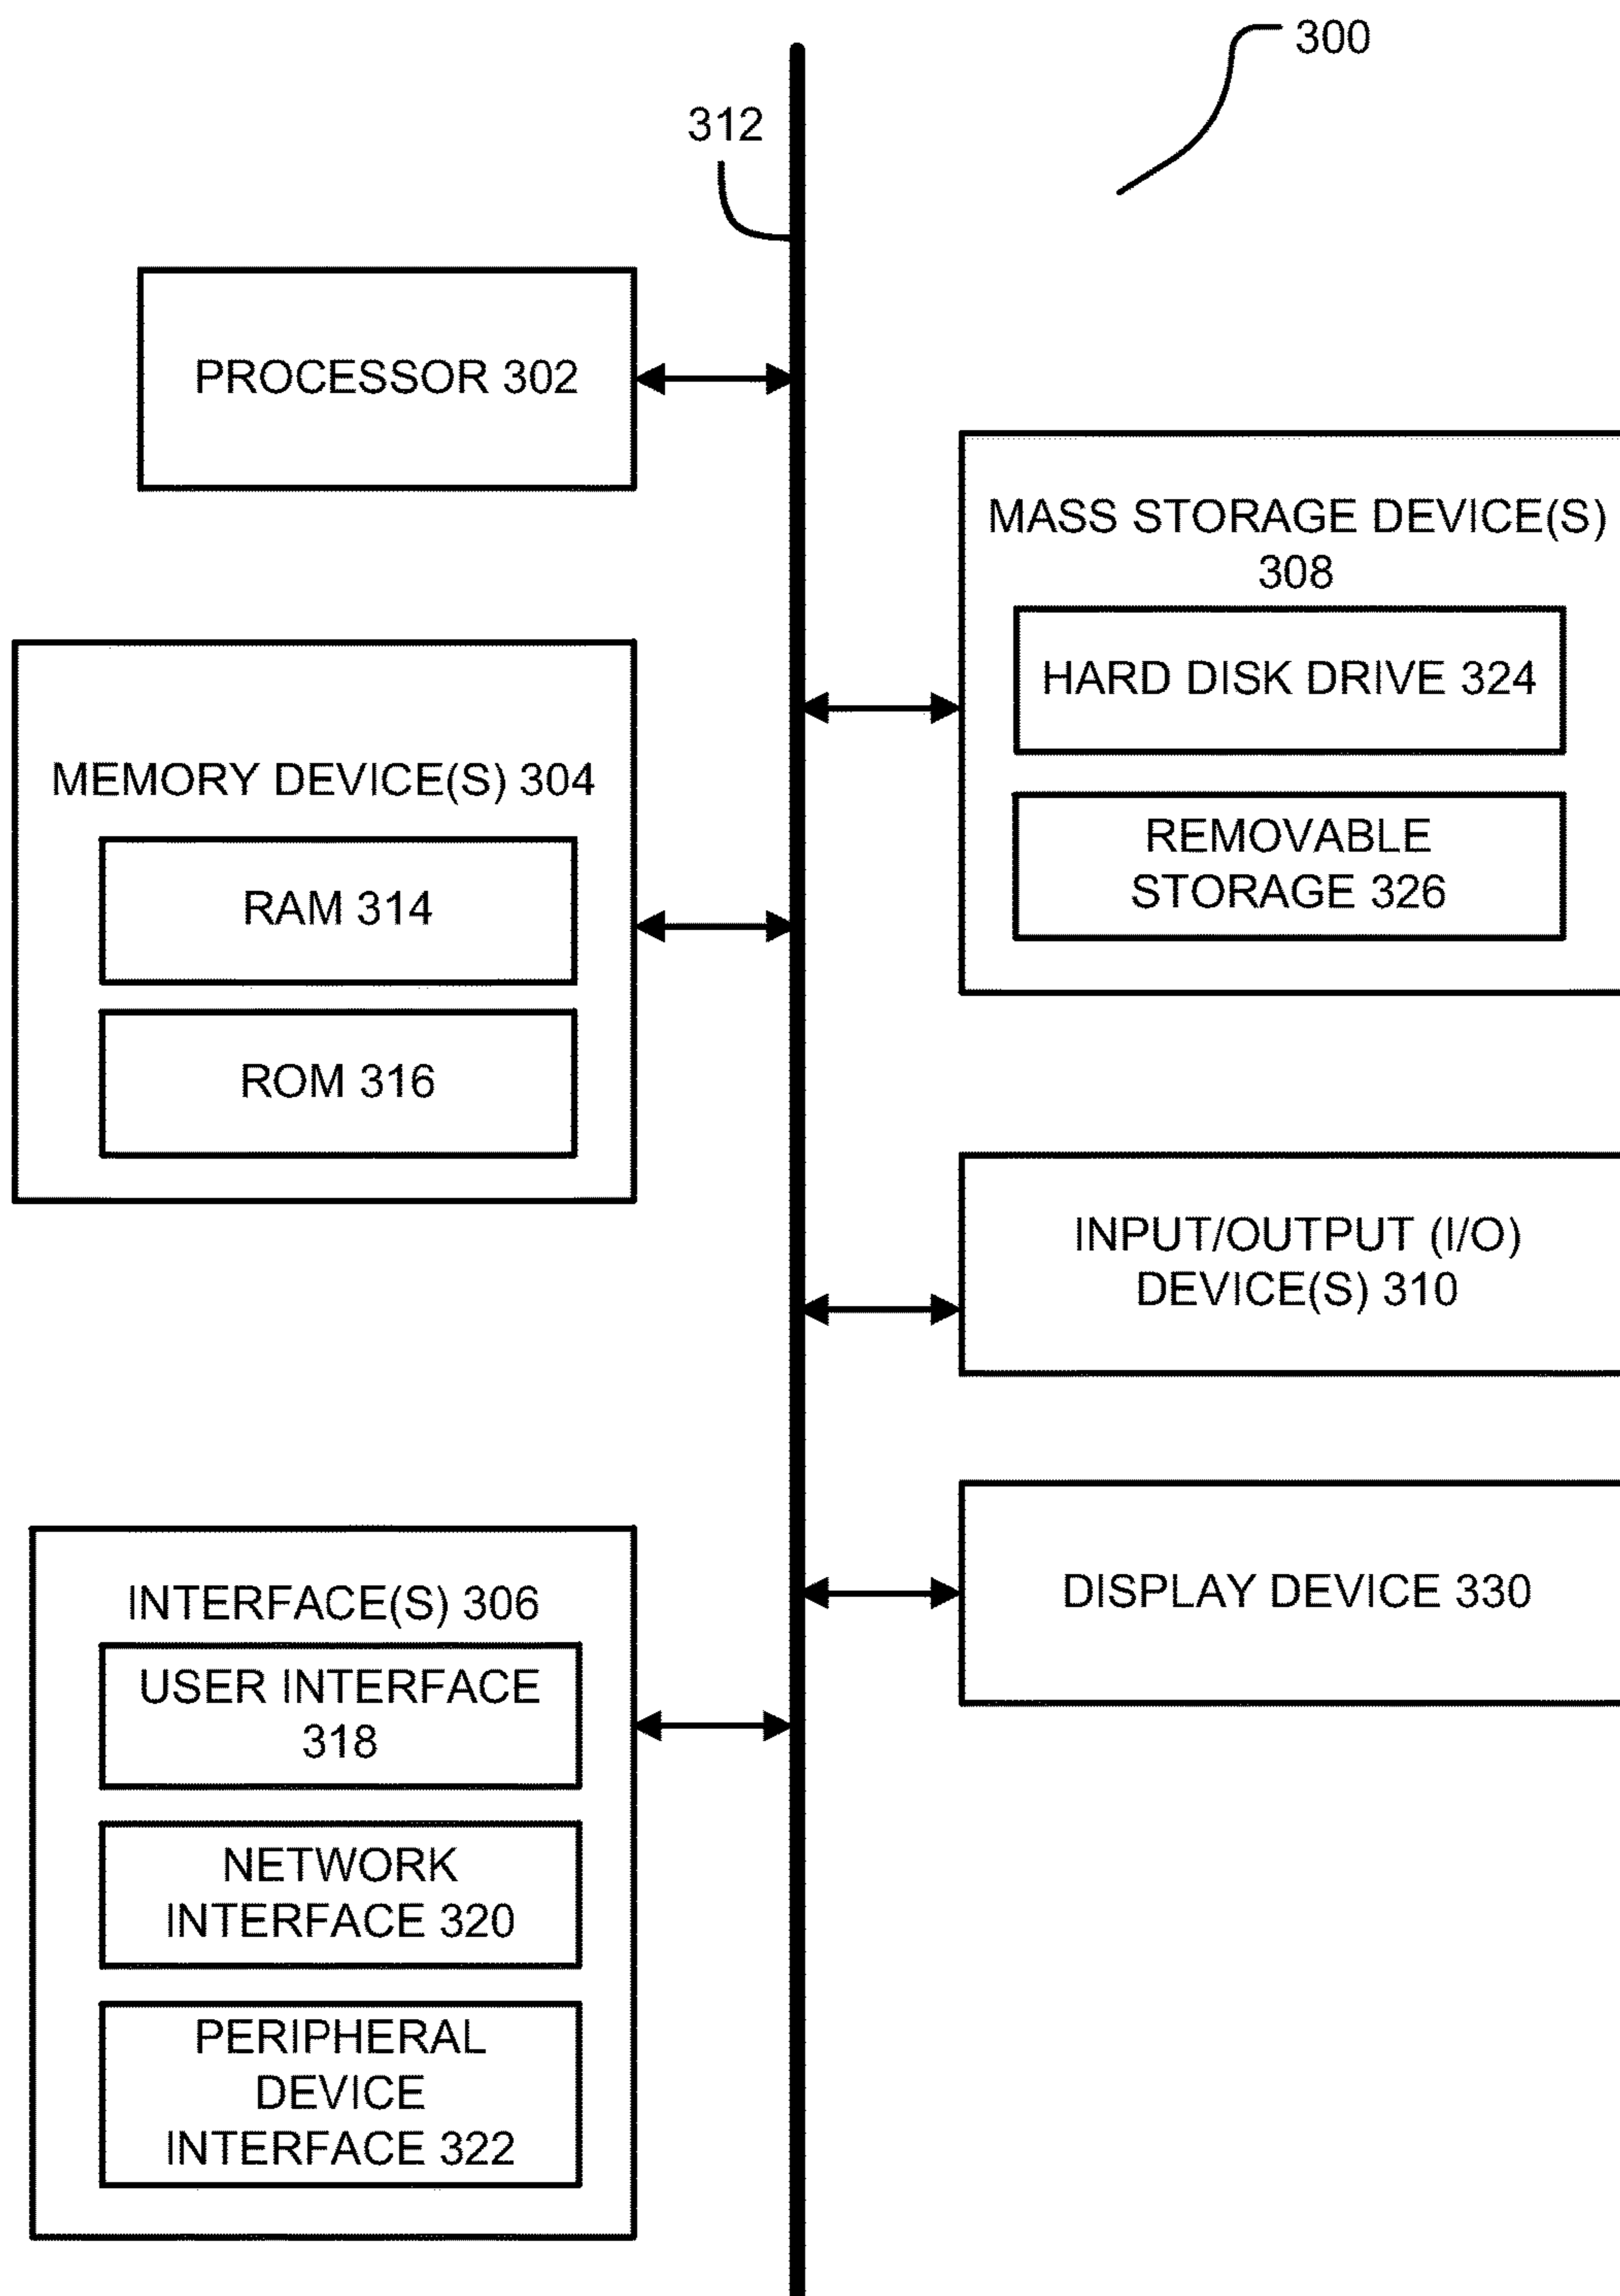 300
312
PROCESSOR 302
MASS STORAGE DEVICE(S)
308
HARD DISK DRIVE 324
REMOVABLE
STORAGE 326
MEMORY DEVICE(S) 304
RAM 314
ROM 316
INPUT/OUTPUT (I/O)
DEVICE(S) 310
DISPLAY DEVICE 330
INTERFACE(S) 306
USER INTERFACE
318
NETWORK
INTERFACE 320
PERIPHERAL
DEVICE
INTERFACE 322